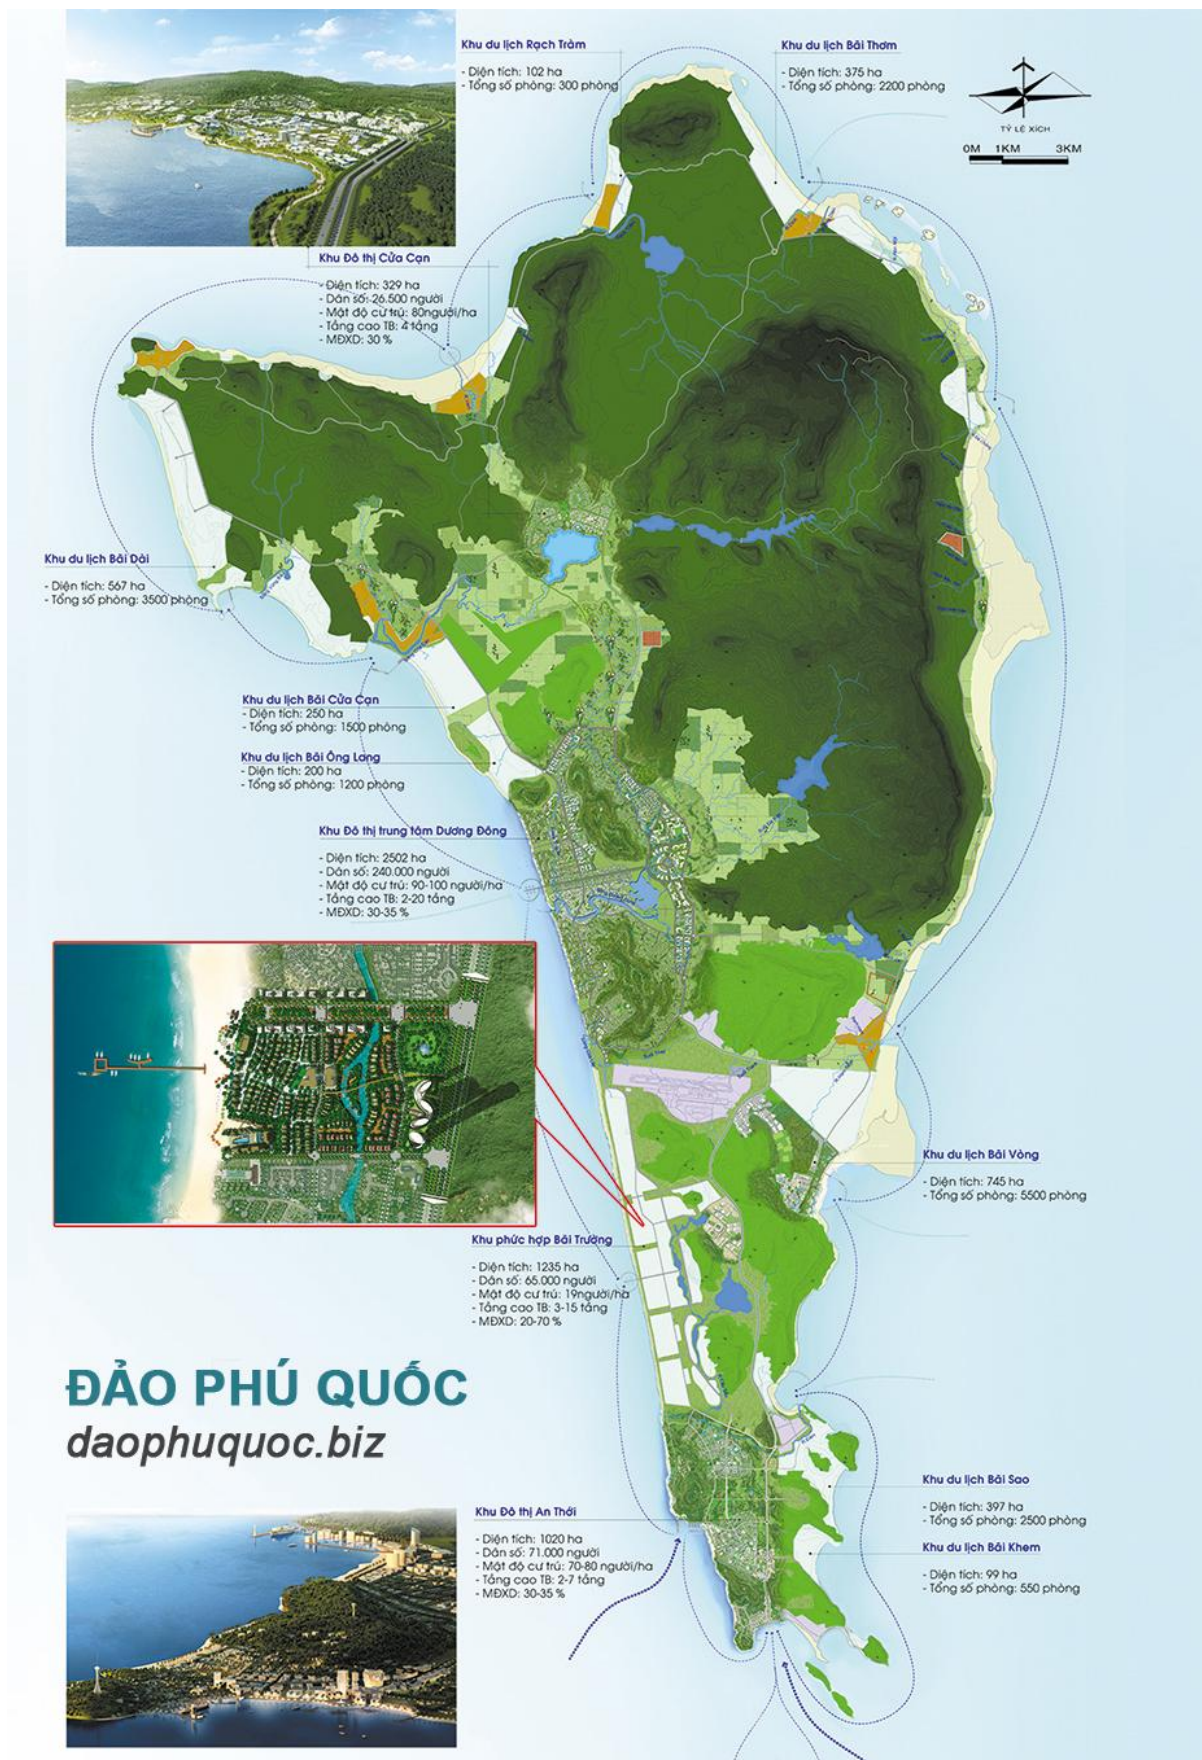 Khu du lịch Rạch Tràm
- Diện tích: 102 ha
- Tổng số phòng: 300 phòng
Khu du lịch Bãi Thơm
- Diện tích: 375 ha
- Tổng số phòng: 2200 phòng
TỶ LỆ XÍCH
0M 1KM 3KM
Khu Đô thị Cửa Cạn
- Diện tích: 329 ha
- Dân số: 26.500 người
- Mật độ cư trú: 80người/ha
- Tầng cao TB: 4 tầng
- MĐXD: 30 %
Khu du lịch Bãi Dài
- Diện tích: 567 ha
- Tổng số phòng: 3500 phòng
Khu du lịch Bãi Cửa Cạn
- Diện tích: 250 ha
- Tổng số phòng: 1500 phòng
Khu du lịch Bãi Ông Lang
- Diện tích: 200 ha
- Tổng số phòng: 1200 phòng
Khu Đô thị trung tâm Dương Đông
- Diện tích: 2502 ha
- Dân số: 240.000 người
- Mật độ cư trú: 90-100 người/ha
- Tầng cao TB: 2-20 tầng
- MĐXD: 30-35 %
Khu du lịch Bãi Vòng
- Diện tích: 745 ha
- Tổng số phòng: 5500 phòng
Khu phức hợp Bãi Trường
- Diện tích: 1235 ha
- Dân số: 65.000 người
- Mật độ cư trú: 19người/ha
- Tầng cao TB: 3-15 tầng
- MĐXD: 20-70 %
ĐẢO PHÚ QUỐC
daophuquoc.biz
Khu du lịch Bãi Sao
- Diện tích: 397 ha
- Tổng số phòng: 2500 phòng
Khu Đô thị An Thới
- Diện tích: 1020 ha
- Dân số: 71.000 người
- Mật độ cư trú: 70-80 người/ha
- Tầng cao TB: 2-7 tầng
- MĐXD: 30-35 %
Khu du lịch Bãi Khem
- Diện tích: 99 ha
- Tổng số phòng: 550 phòng